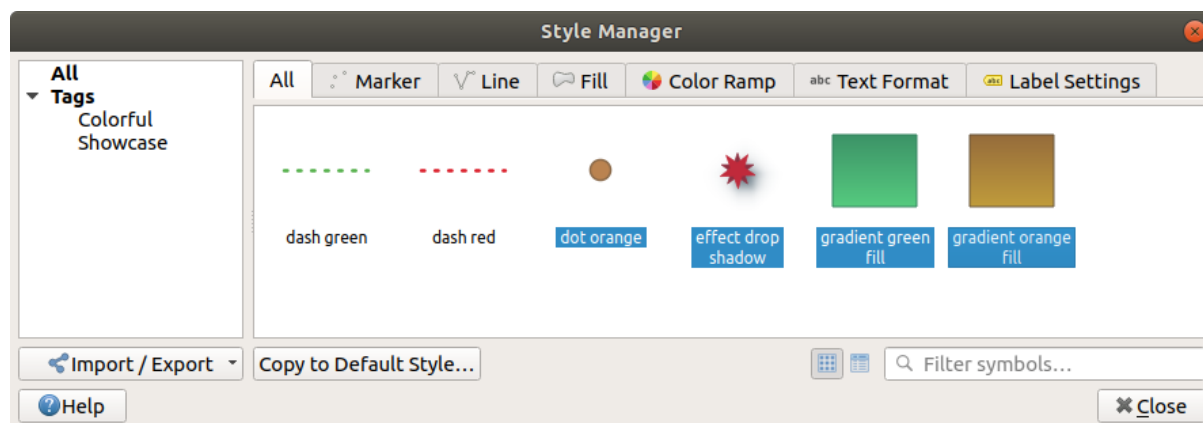 Style Manager
All
Tags
Colorful
Showcase
All
Marker
Line
Fill
Color Ramp
abc Text Format
abc Label Settings
dash green
dash red
dot orange
effect drop
shadow
gradient green
fill
gradient orange
fill
Import / Export
Copy to Default Style...
Filter symbols...
Help
Close